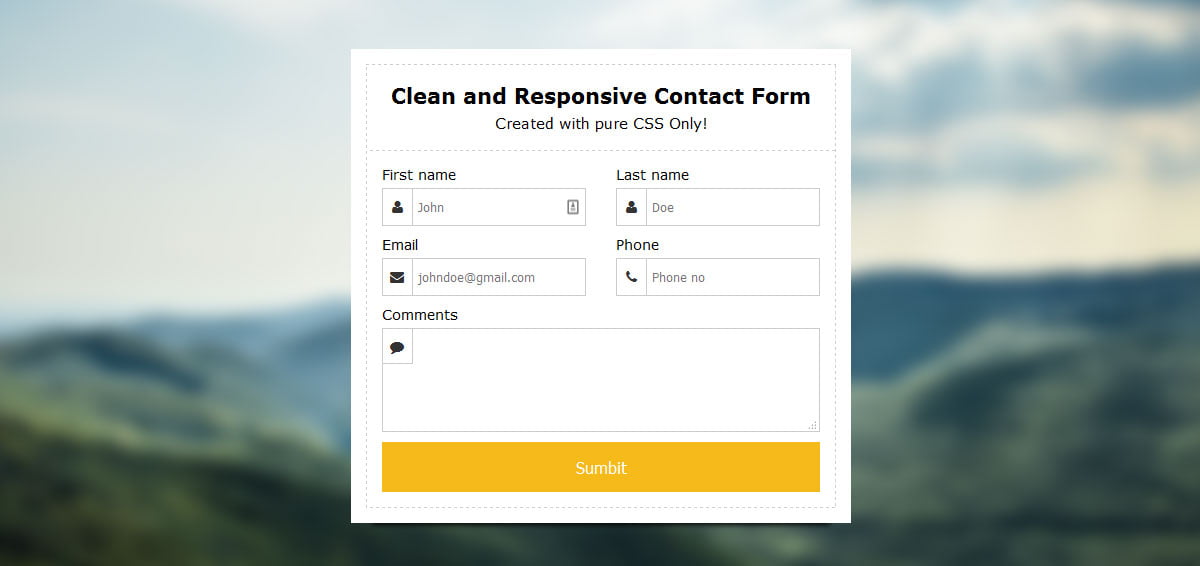 Clean and Responsive Contact Form
Created with pure CSS Only!
First name Last name
John Doe
Email Phone
johndoe@gmail.com Phone no
Comments
Sumbit